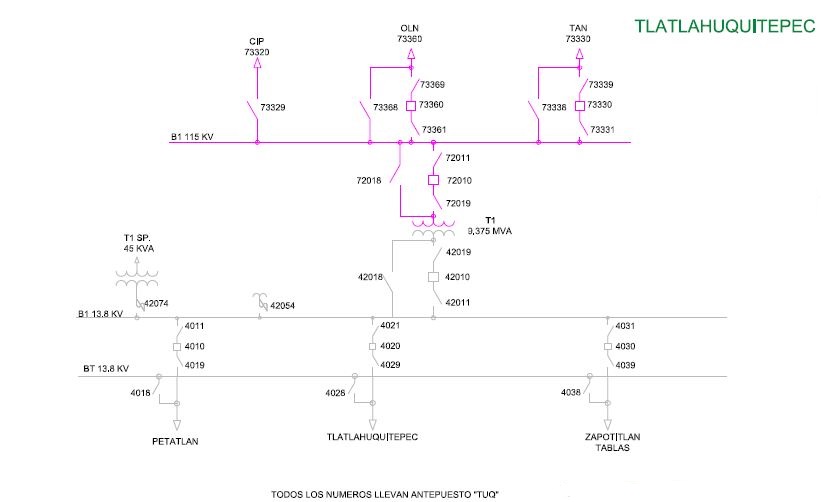 TLATLAHUQUITEPEC
CIP
73320
OLN
73360
TAN
73330
73329
73368
73369
73360
73361
73338
73339
73330
73331
B1 115 KV
72018
72011
72010
72019
T1
9,375 MVA
T1 SP.
45 KVA
42074
42054
42018
42019
42010
42011
B1 13.8 KV
4011
4010
4019
4021
4020
4029
4031
4030
4039
BT 13.8 KV
4018
4028
4038
PETATLAN
TLATLAHUQUITEPEC
ZAPOTITLAN
TABLAS
TODOS LOS NUMEROS LLEVAN ANTEPUESTO "TUQ"